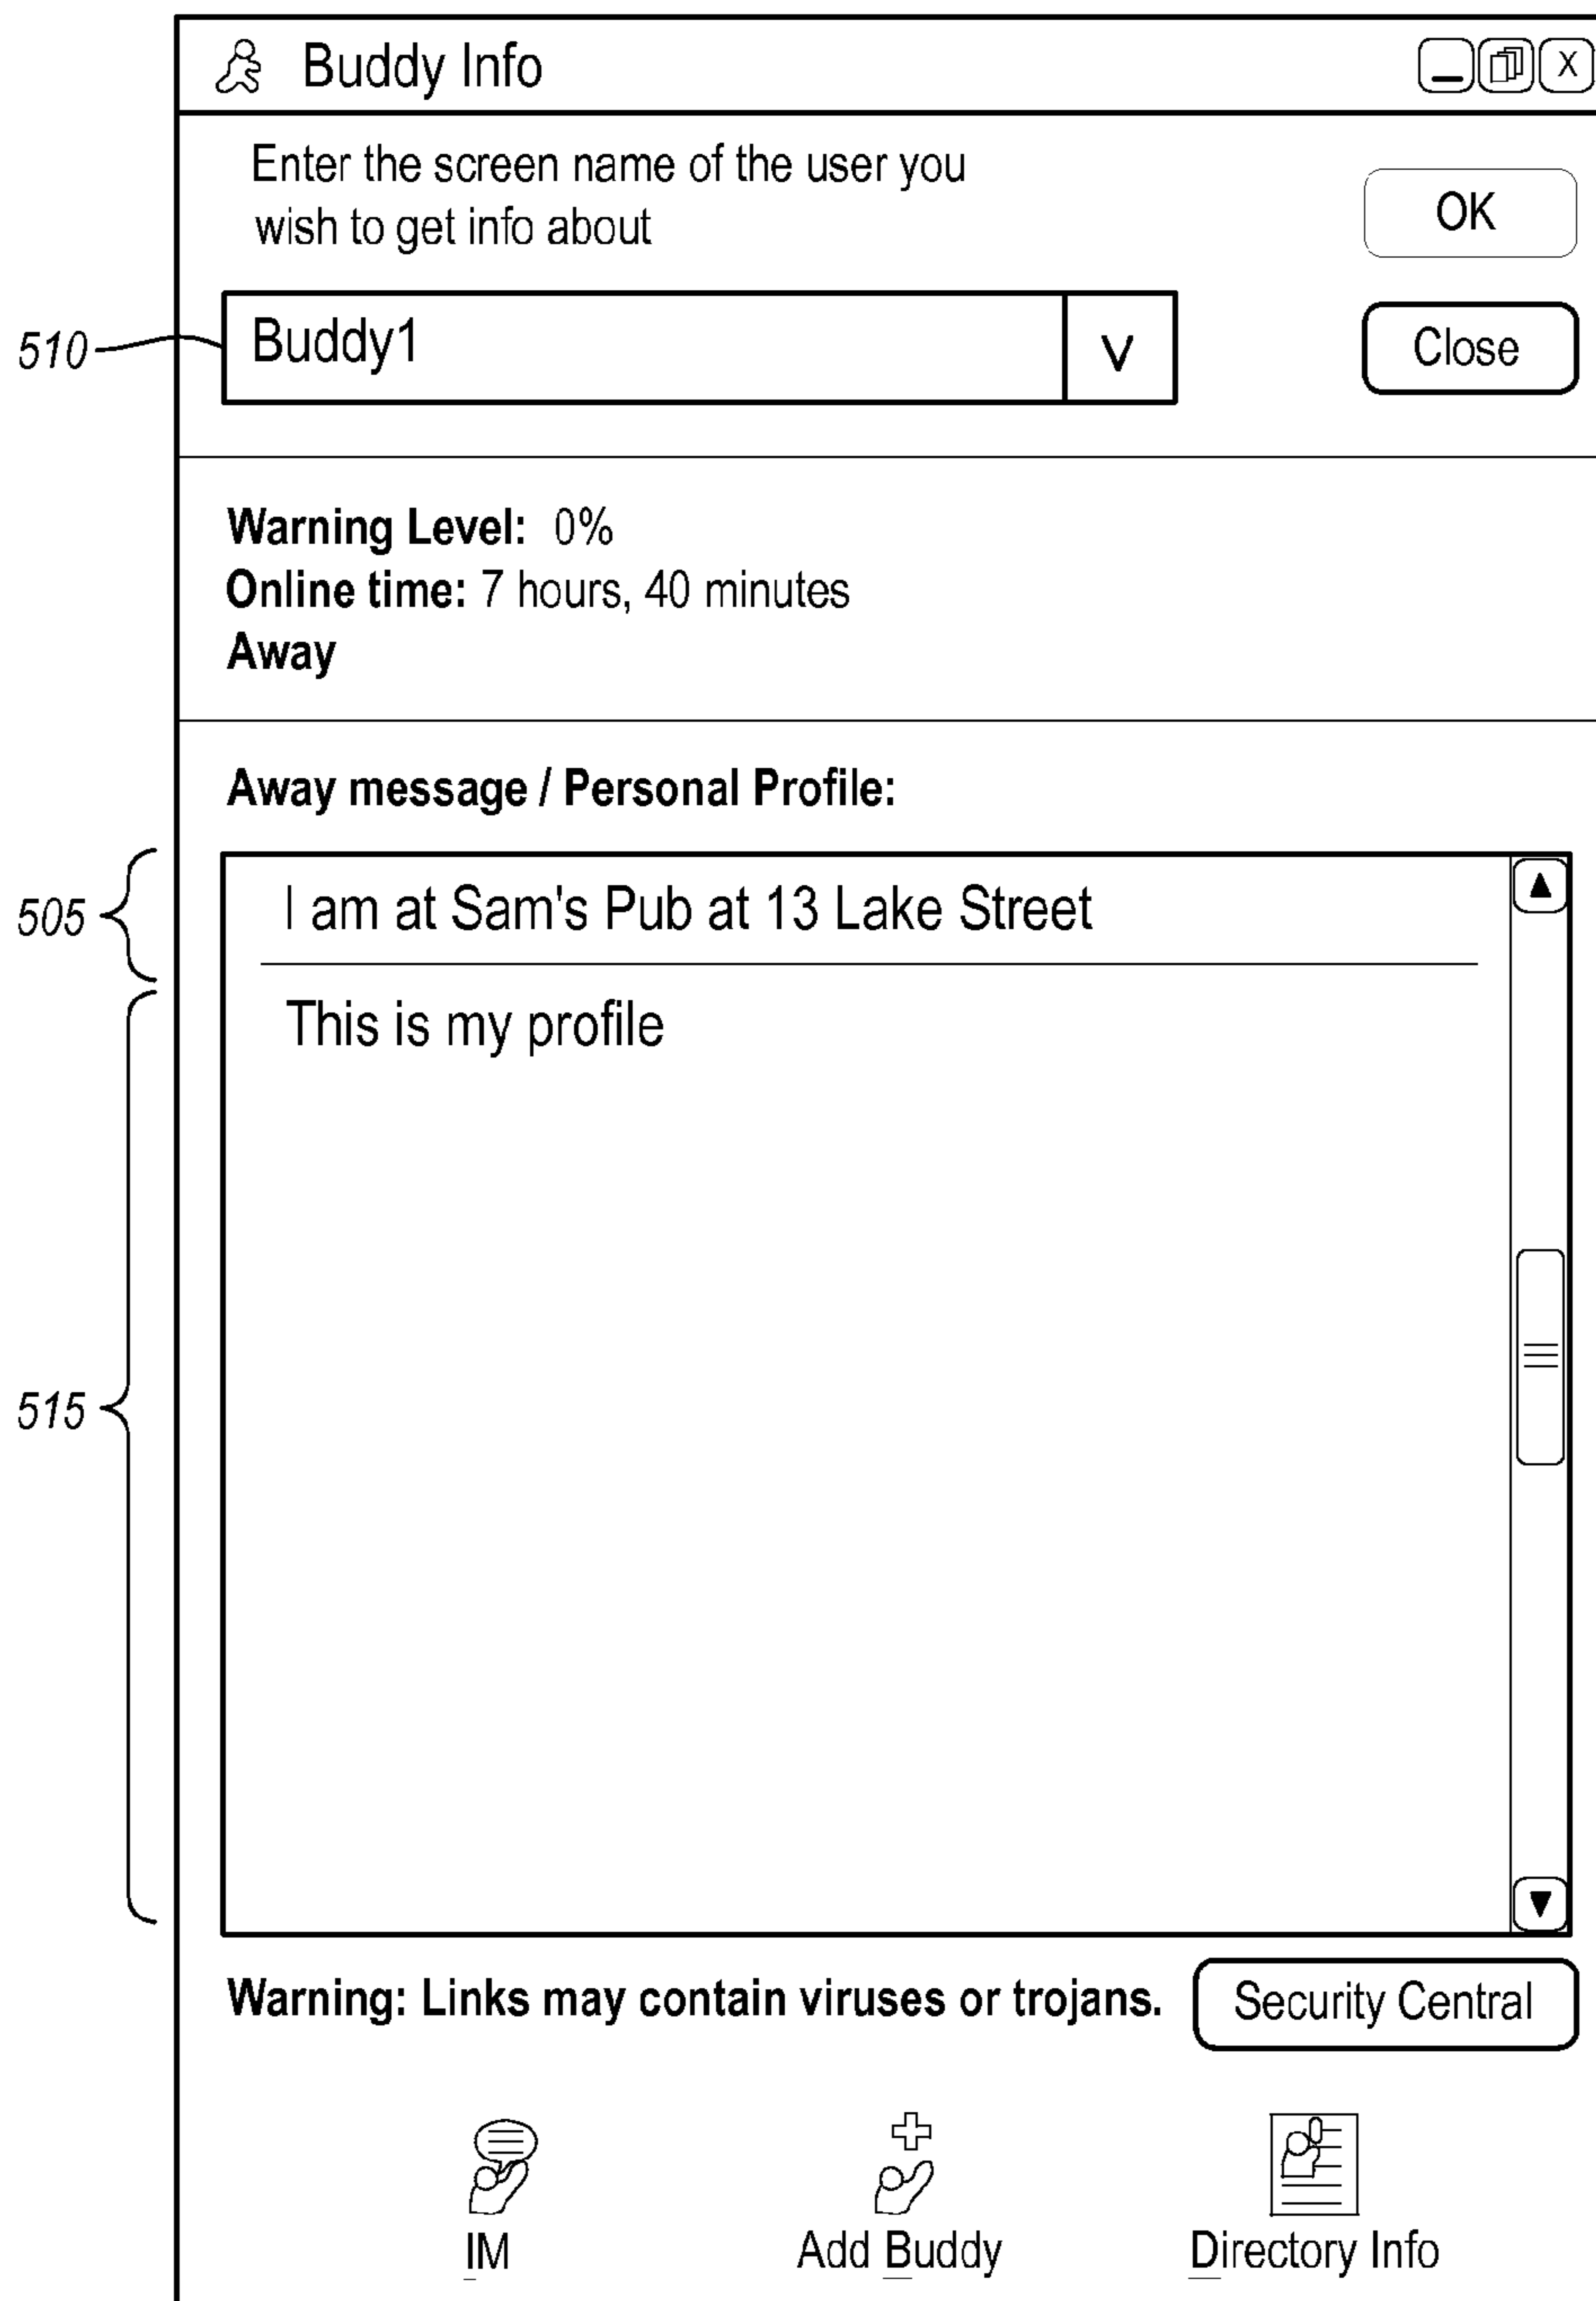 Buddy Info
X
Enter the screen name of the user you
wish to get info about
OK
510
Buddy1
V
Close
Warning Level: 0%
Online time: 7 hours, 40 minutes
Away
Away message / Personal Profile:
505
I am at Sam's Pub at 13 Lake Street
This is my profile
515
Warning: Links may contain viruses or trojans.
Security Central
IM
Add Buddy
Directory Info